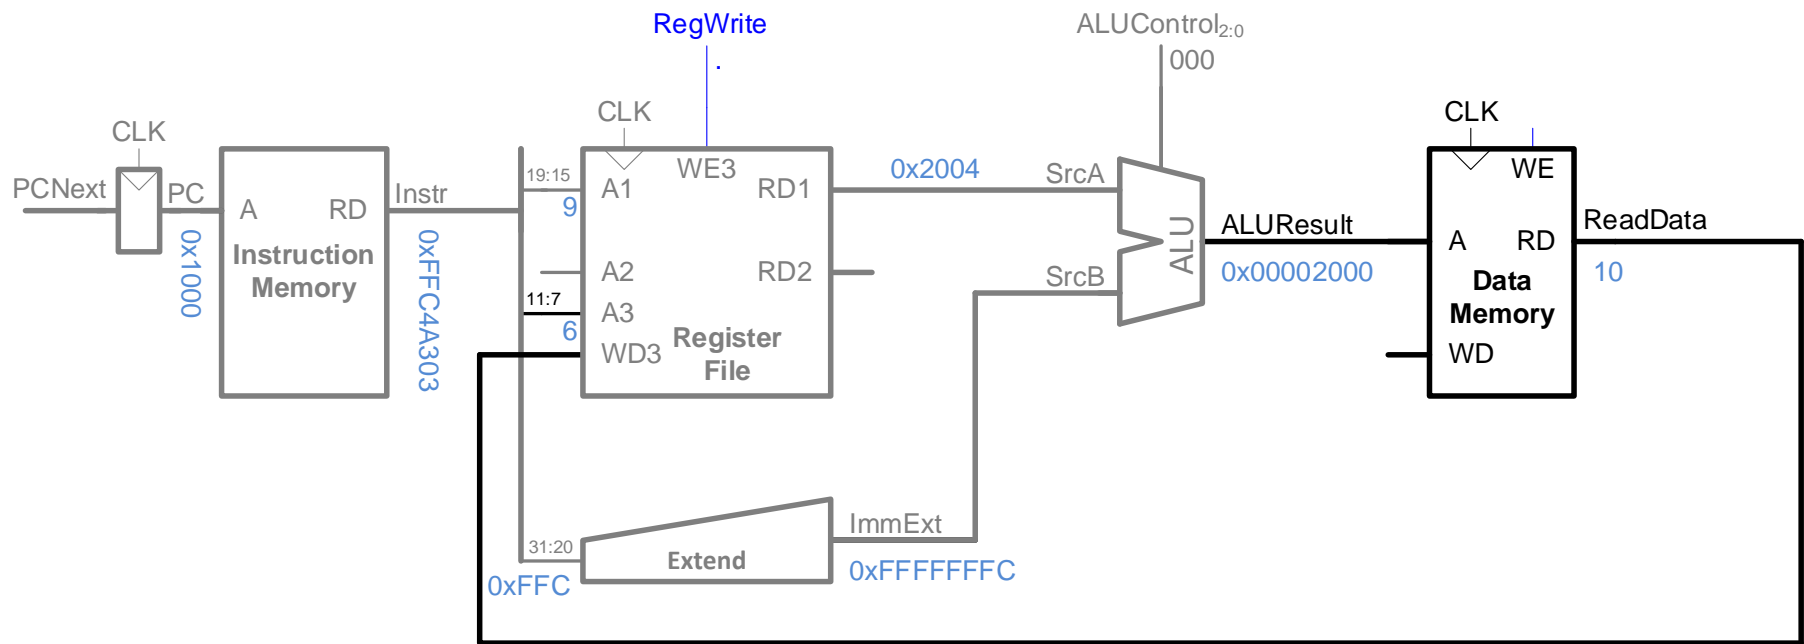 RegWrite
.
ALUControl2:0
000
CLK
PCNext
PC
0x1000
A
RD
Instruction
Memory
Instr
0xFFC4A303
CLK
19:15
9
A1
WE3
RD1
A2
RD2
11:7
6
A3
WD3
Register
File
0x2004
SrcA
SrcB
ALU
ALUResult
0x00002000
CLK
WE
A
RD
Data
Memory
WD
ReadData
10
31:20
0xFFC
Extend
ImmExt
0xFFFFFFFC